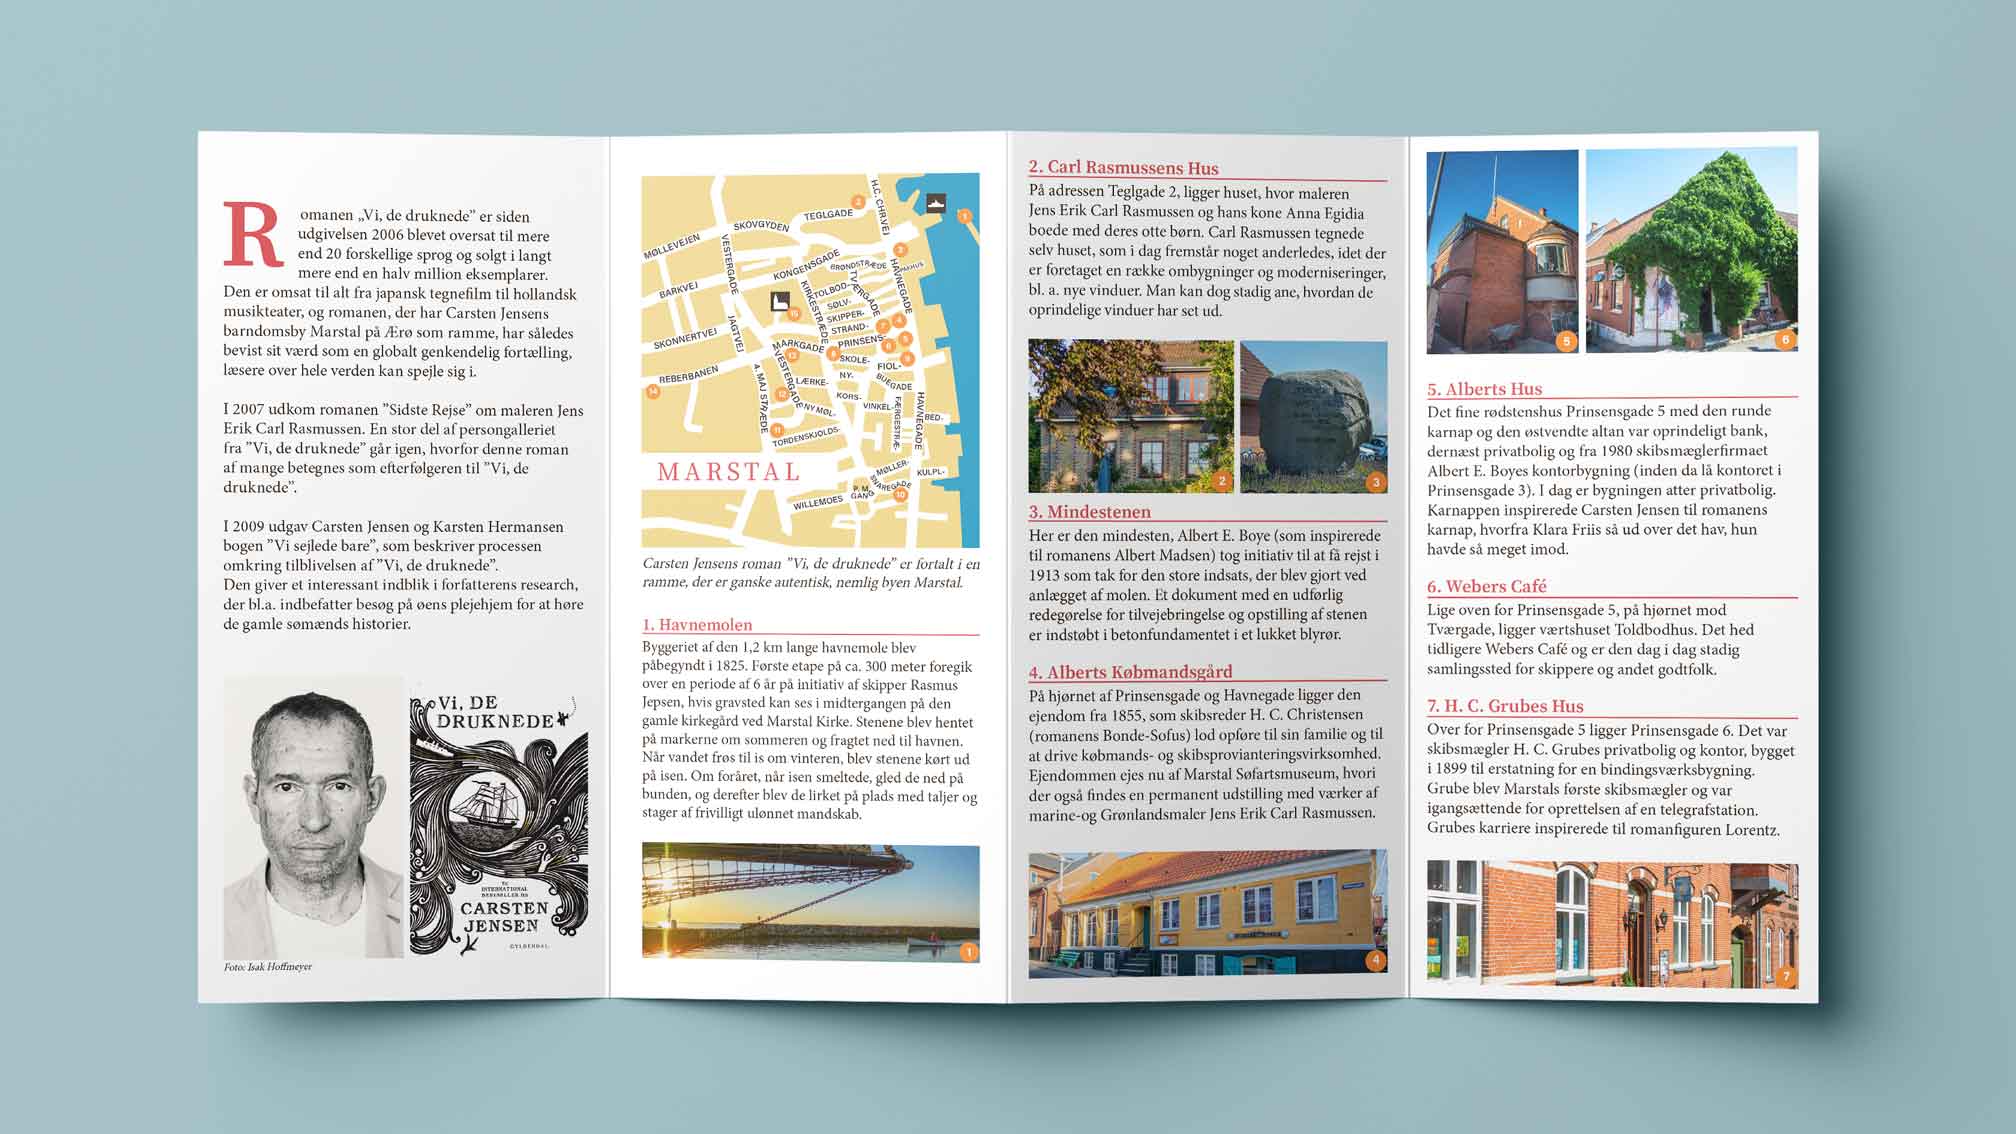 Romanen „Vi, de druknede” er siden
udgivelsen 2006 blevet oversat til mere
end 20 forskellige sprog og solgt i langt
mere end en halv million eksemplarer.
Den er omsat til alt fra japansk tegnefilm til hollandsk
musikteater, og romanen, der har Carsten Jensens
barndomsby Marstal på Ærø som ramme, har således
bevist sit værd som en globalt genkendelig fortælling,
læsere over hele verden kan spejle sig i.
I 2007 udkom romanen ”Sidste Rejse” om maleren Jens
Erik Carl Rasmussen. En stor del af persongalleriet
fra ”Vi, de druknede” går igen, hvorfor denne roman
af mange betegnes som efterfølgeren til ”Vi, de
druknede”.
I 2009 udgav Carsten Jensen og Karsten Hermansen
bogen ”Vi sejlede bare”, som beskriver processen
omkring tilblivelsen af ”Vi, de druknede”.
Den giver et interessant indblik i forfatterens research,
der bl.a. indbefatter besøg på øens plejehjem for at høre
de gamle sømænds historier.
Vi, DE
DRUKNEDE
INTERNATIONAL
CARSTEN
JENSEN
GYLDENDAL
Foto: Isak Hoffmeyer
H.C. CHR.VEJ
TEGLGADE
2
1
SKOVGYDEN
MØLLEVEJEN
VESTERGADE
KONGENSGADE
BRØNDSTRÆDE
3
HAVNEGADE
BARKVEJ
KIRKESTRÆDE
TOLBOD-
TVÆRGADE
SØLV-
15
SKIPPER-
STRAND-
7
4
JAGTVEJ
SKONNERTVEJ
MARKGADE
PRINSENS-
5
13
SKOLE-
6
9
VESTERGADE
FIOL-
REBERBANEN
14
4. MAJ STRÆDE
LÆRKE-
NY-
BUEGADE
12
KORS-
NY MØL-
VINKEL-
FÆRGESTRÆ-
HAVNEGADE
BED-
11
TORDENSKJOLDS-
MARSTAL
MØLLER-
KULPL-
SNAREGADE
P. M.
GANG
10
WILLEMOES
Carsten Jensens roman ”Vi, de druknede” er fortalt i en
ramme, der er ganske autentisk, nemlig byen Marstal.
1. Havnemolen
Byggeriet af den 1,2 km lange havnemole blev
påbegyndt i 1825. Første etape på ca. 300 meter foregik
over en periode af 6 år på initiativ af skipper Rasmus
Jepsen, hvis gravsted kan ses i midtergangen på den
gamle kirkegård ved Marstal Kirke. Stenene blev hentet
på markerne om sommeren og fragtet ned til havnen.
Når vandet frøs til is om vinteren, blev stenene kørt ud
på isen. Om foråret, når isen smeltede, gled de ned på
bunden, og derefter blev de lirket på plads med taljer og
stager af frivilligt ulønnet mandskab.
1
2. Carl Rasmussens Hus
På adressen Teglgade 2, ligger huset, hvor maleren
Jens Erik Carl Rasmussen og hans kone Anna Egidia
boede med deres otte børn. Carl Rasmussen tegnede
selv huset, som i dag fremstår noget anderledes, idet der
er foretaget en række ombygninger og moderniseringer,
bl. a. nye vinduer. Man kan dog stadig ane, hvordan de
oprindelige vinduer har set ud.
2
3
3. Mindestenen
Her er den mindesten, Albert E. Boye (som inspirerede
til romanens Albert Madsen) tog initiativ til at få rejst i
1913 som tak for den store indsats, der blev gjort ved
anlægget af molen. Et dokument med en udførlig
redegørelse for tilvejebringelse og opstilling af stenen
er indstøbt i betonfundamentet i et lukket blyrør.
4. Alberts Købmandsgård
På hjørnet af Prinsensgade og Havnegade ligger den
ejendom fra 1855, som skibsreder H. C. Christensen
(romanens Bonde-Sofus) lod opføre til sin familie og til
at drive købmands- og skibsprovianteringsvirksomhed.
Ejendommen ejes nu af Marstal Søfartsmuseum, hvori
der også findes en permanent udstilling med værker af
marine-og Grønlandsmaler Jens Erik Carl Rasmussen.
4
5
6
5. Alberts Hus
Det fine rødstenshus Prinsensgade 5 med den runde
karnap og den østvendte altan var oprindeligt bank,
dernæst privatbolig og fra 1980 skibsmæglerfirmaet
Albert E. Boyes kontorbygning (inden da lå kontoret i
Prinsensgade 3). I dag er bygningen atter privatbolig.
Karnappen inspirerede Carsten Jensen til romanens
karnap, hvorfra Klara Friis så ud over det hav, hun
havde så meget imod.
6. Webers Café
Lige oven for Prinsensgade 5, på hjørnet mod
Tværgade, ligger værtshuset Toldbodhus. Det hed
tidligere Webers Café og er den dag i dag stadig
samlingssted for skippere og andet godtfolk.
7. H. C. Grubes Hus
Over for Prinsensgade 5 ligger Prinsensgade 6. Det var
skibsmægler H. C. Grubes privatbolig og kontor, bygget
i 1899 til erstatning for en bindingsværksbygning.
Grube blev Marstals første skibsmægler og var
igangsættende for oprettelsen af en telegrafstation.
Grubes karriere inspirerede til romanfiguren Lorentz.
7